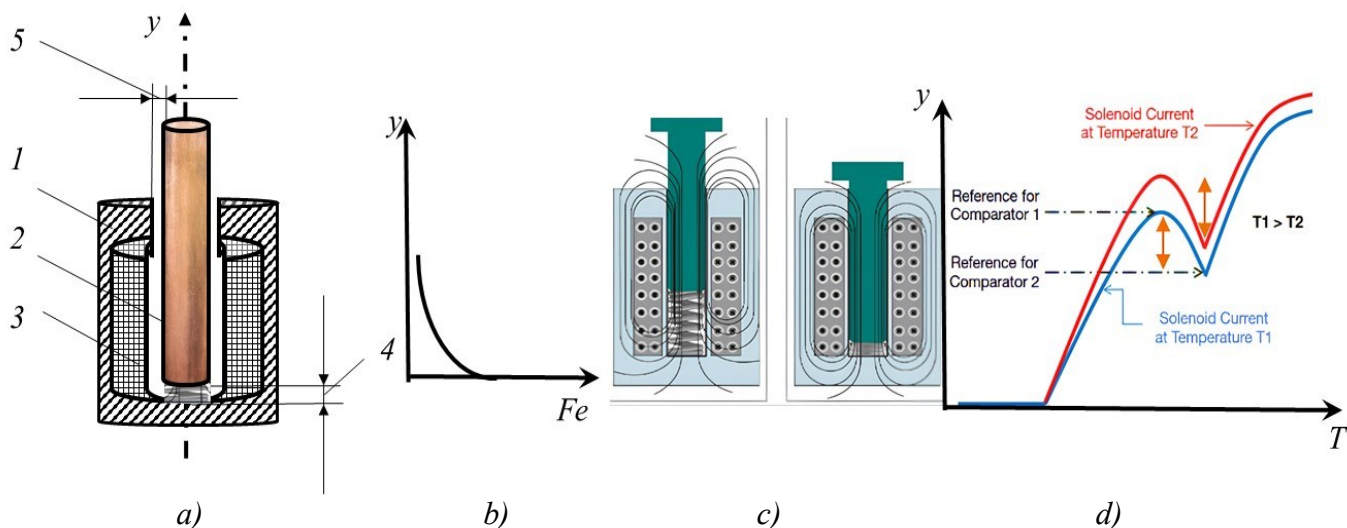 y
5
1
2
3
4
a)
y
Fe
b)
c)
y
Solenoid Current
at Temperature T2
Reference for
Comparator 1
T1 > T2
Reference for
Comparator 2
Solenoid Current
at Temperature T1
T
d)